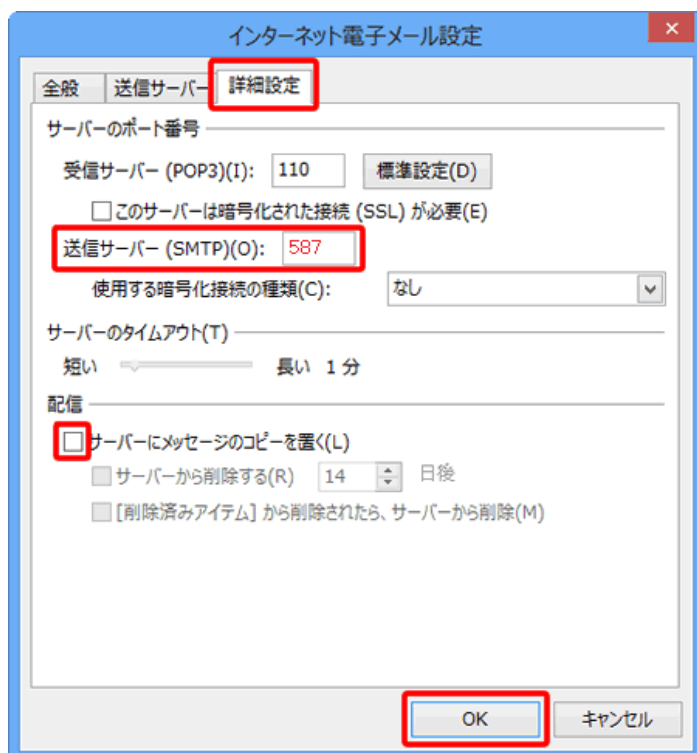 インターネット電子メール設定
全般 送信サーバー 詳細設定
サーバーのポート番号
受信サーバー (POP3)(I): 110 標準設定(D)
このサーバーは暗号化された接続 (SSL) が必要(E)
送信サーバー (SMTP)(O): 587
使用する暗号化接続の種類(C): なし
サーバーのタイムアウト(T)
短い 長い 1 分
配信
サーバーにメッセージのコピーを置く(L)
サーバーから削除する(R) 14 日後
[削除済みアイテム] から削除されたら、サーバーから削除(M)
OK キャンセル